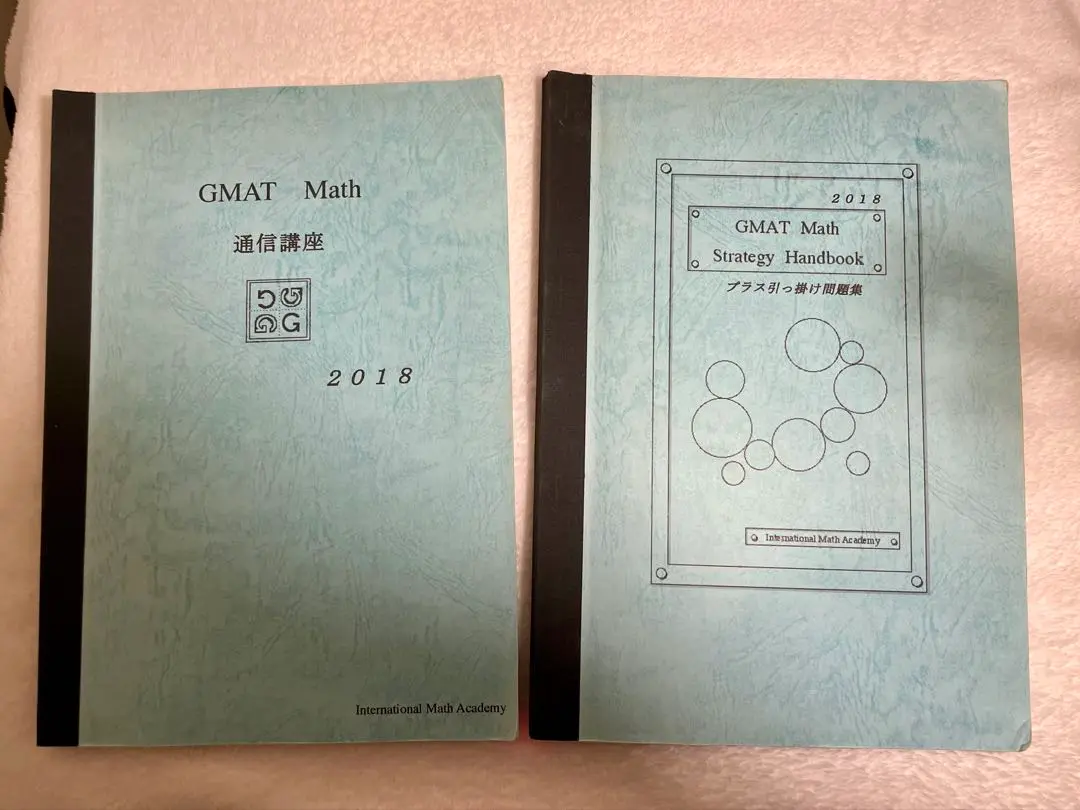 GMAT Math
通信講座
G G
G G
2018
International Math Academy
2018
GMAT Math
Strategy Handbook
プラス引っ掛け問題集
International Math Academy